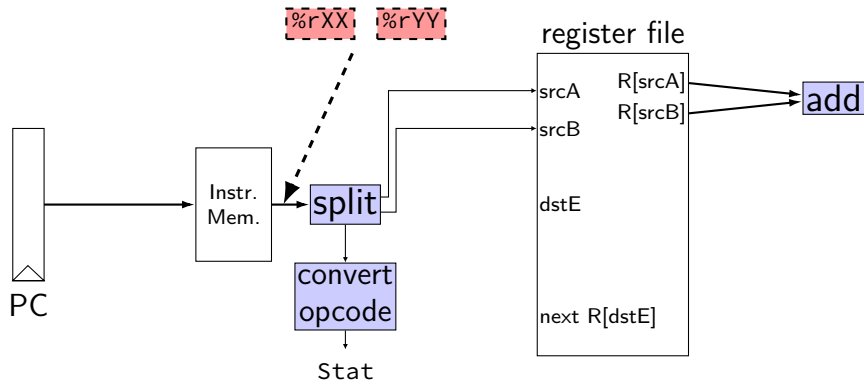 %rXX %rYY
register file
srcA
R[srcA]
srcB
R[srcB]
add
Instr.
Mem.
split
dstE
PC
convert
opcode
next R[dstE]
Stat